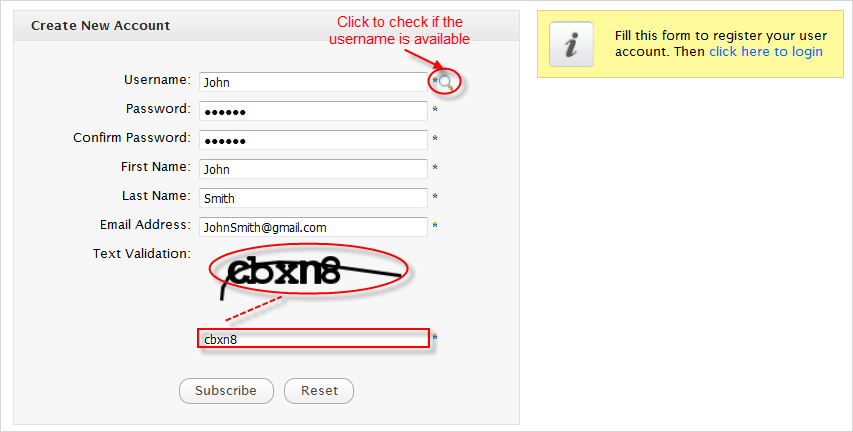 Create New Account
Click to check if the
username is available
Username: John *
Password: •••••• *
Confirm Password: •••••• *
First Name: John *
Last Name: Smith *
Email Address: JohnSmith@gmail.com *
Text Validation:
cbxn8
cbxn8 *
Subscribe Reset
i
Fill this form to register your user
account. Then click here to login